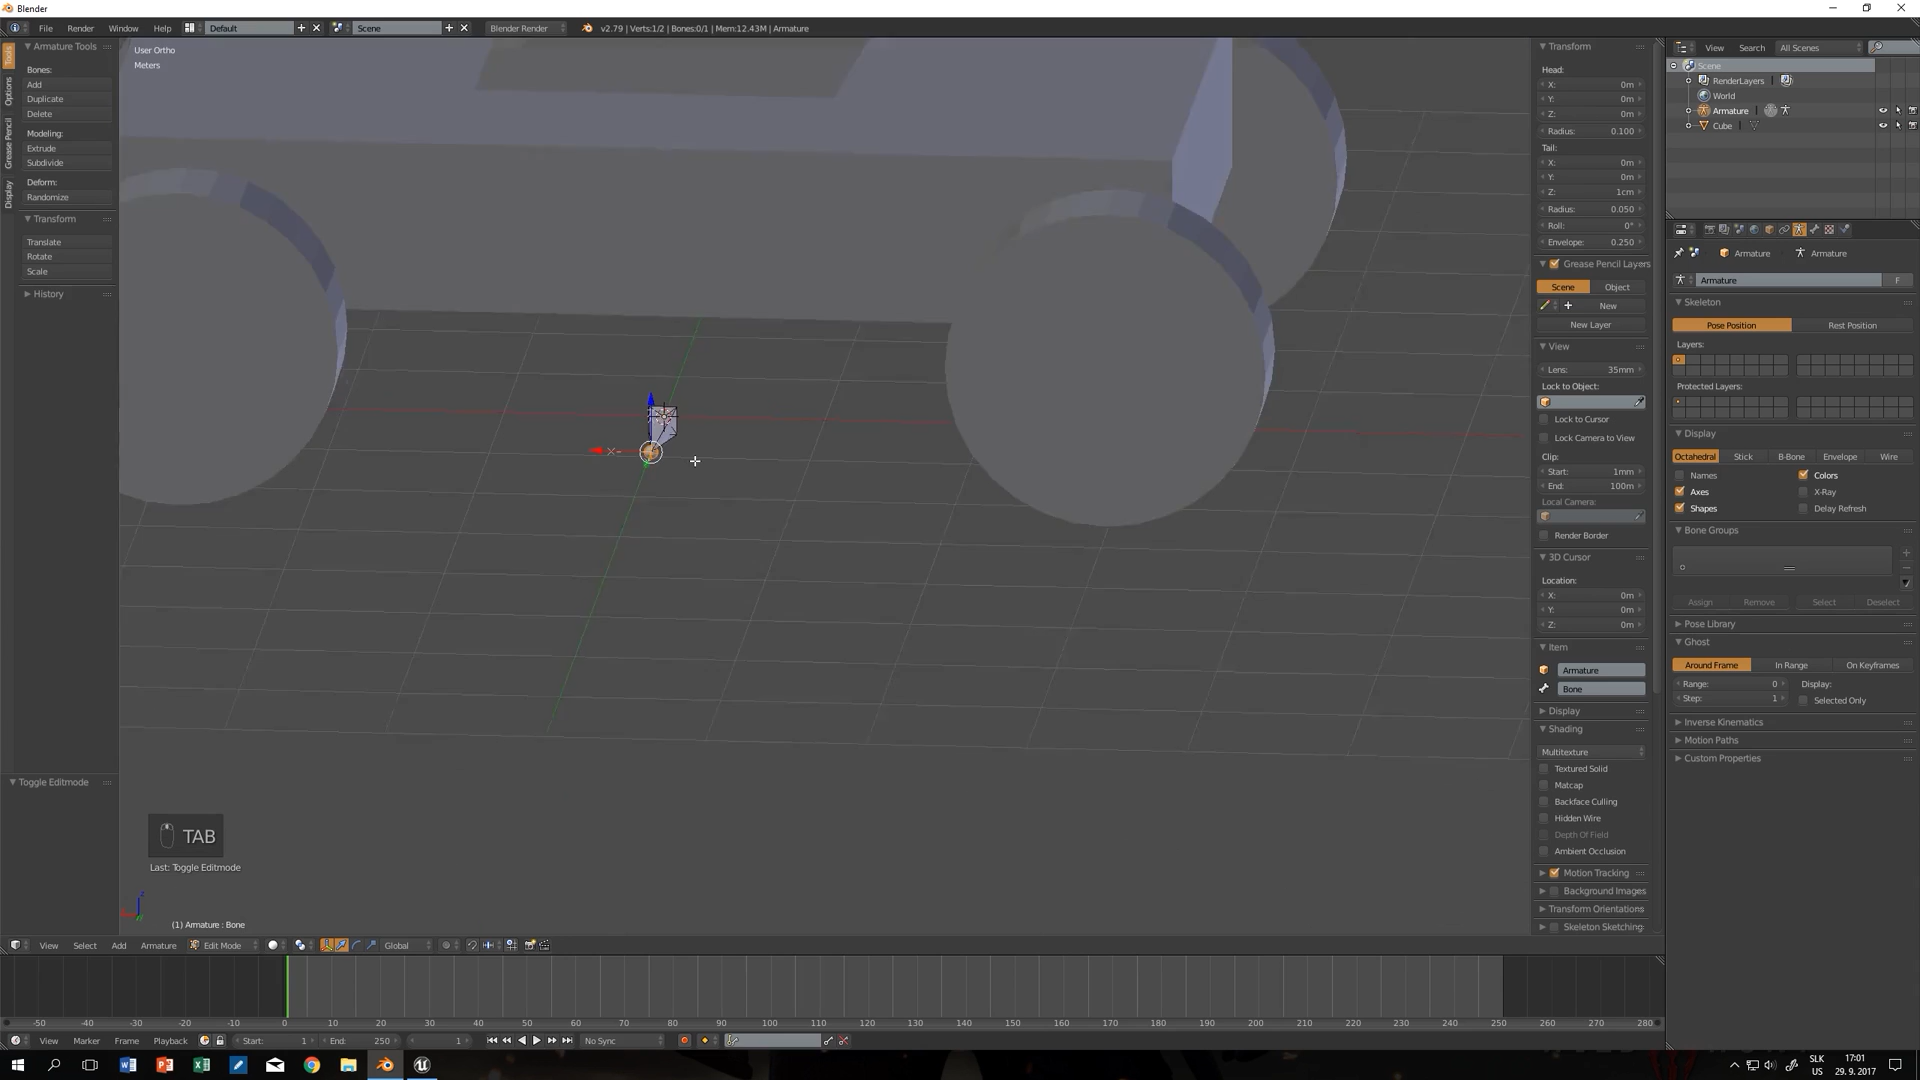 Blender
File Render Window Help Default Scene Blender Render v2.79 | Verts:1/2 | Bones:0/1 | Mem:12.43M | Armature
Tools
Options
Grease Pencil
Display
Armature Tools
Bones:
Add
Duplicate
Delete
Modeling:
Extrude
Subdivide
Deform:
Randomize
Transform
Translate
Rotate
Scale
History
Toggle Editmode
User Ortho
Meters
TAB
Last: Toggle Editmode
(1) Armature : Bone
Transform
Head:
X: 0m
Y: 0m
Z: 0m
Radius: 0.100
Tail:
X: 0m
Y: 0m
Z: 1cm
Radius: 0.050
Roll: 0°
Envelope: 0.250
Grease Pencil Layers
Scene Object
New
New Layer
View
Lens: 35mm
Lock to Object:
Lock to Cursor
Lock Camera to View
Clip:
Start: 1mm
End: 100m
Local Camera:
Render Border
3D Cursor
Location:
X: 0m
Y: 0m
Z: 0m
Item
Armature
Bone
Display
Shading
Multitexture
Textured Solid
Matcap
Backface Culling
Hidden Wire
Depth Of Field
Ambient Occlusion
Motion Tracking
Background Images
Transform Orientations
Skeleton Sketching
View Search All Scenes
Scene
RenderLayers
World
Armature
Cube
Armature Armature
Armature F
Skeleton
Pose Position Rest Position
Layers:
Protected Layers:
Display
Octahedral Stick B-Bone Envelope Wire
Names Colors
Axes X-Ray
Shapes Delay Refresh
Bone Groups
Assign Remove Select Deselect
Pose Library
Ghost
Around Frame In Range On Keyframes
Range: 0 Display:
Step: 1 Selected Only
Inverse Kinematics
Motion Paths
Custom Properties
View Select Add Armature Edit Mode Global
-50 -40 -30 -20 -10 0 10 20 30 40 50 60 70 80 90 100 110 120 130 140 150 160 170 180 190 200 210 220 230 240 250 260 270 280
View Marker Frame Playback Start: 1 End: 250 1 No Sync
SLK 17:01
US 29. 9. 2017